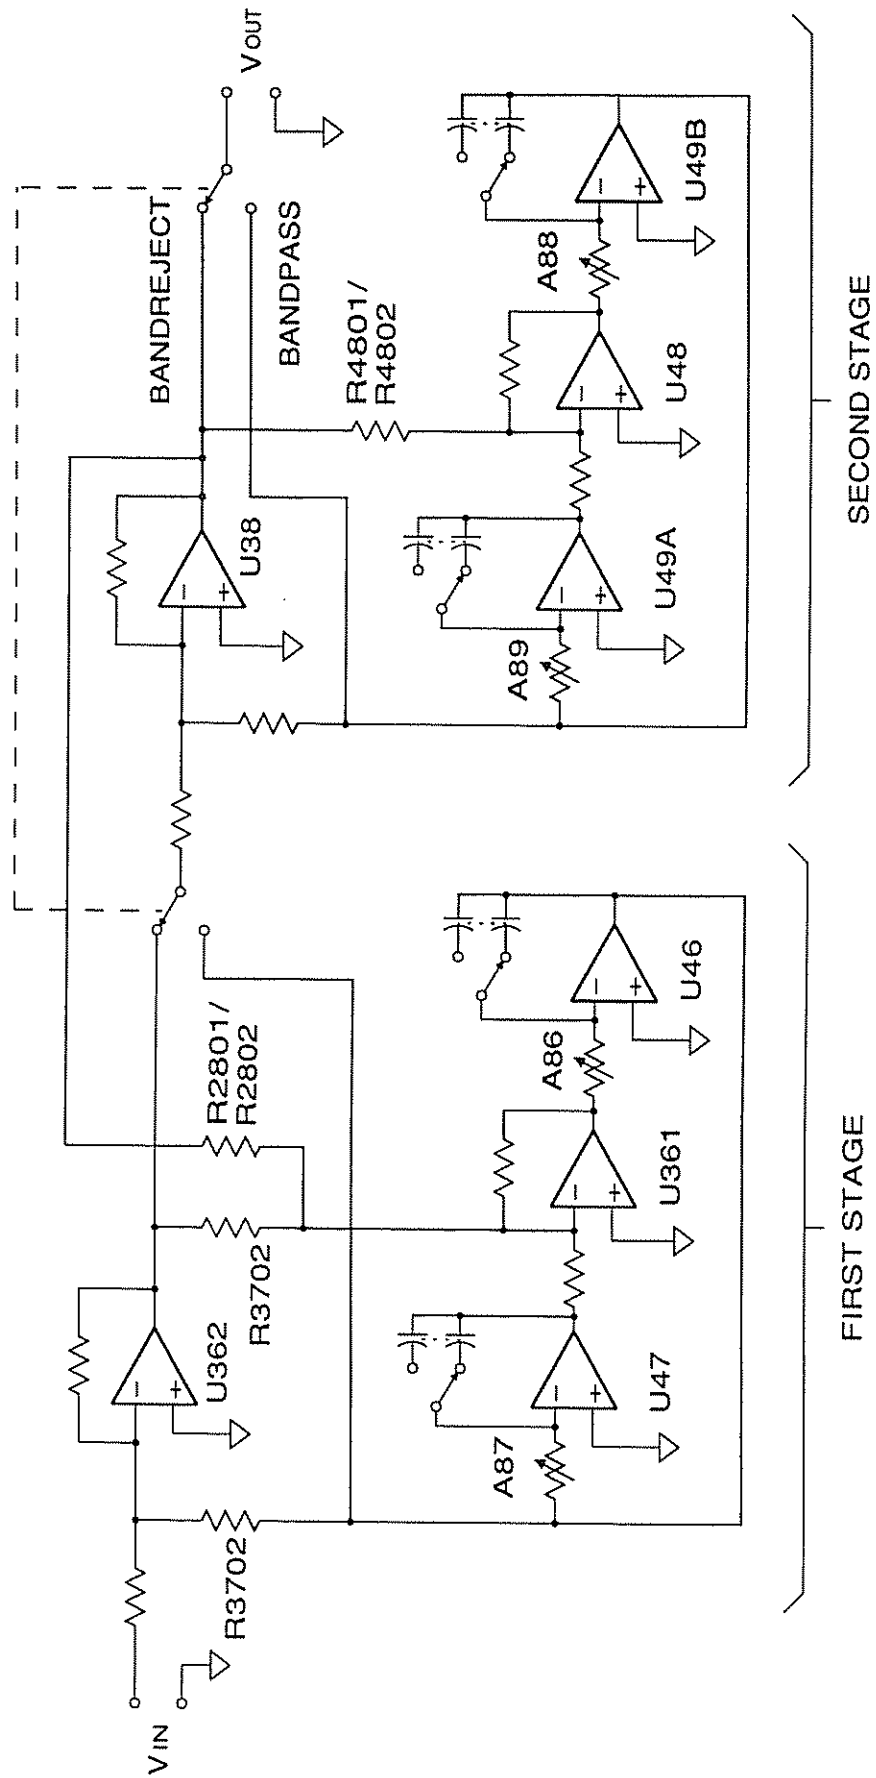 VIN
R3702
U362
R3702
R2801/
R2802
A87
U47
U361
A86
U46
FIRST STAGE
U38
BANDREJECT
BANDPASS
VOUT
R4801/
R4802
A89
U49A
U48
A88
U49B
SECOND STAGE